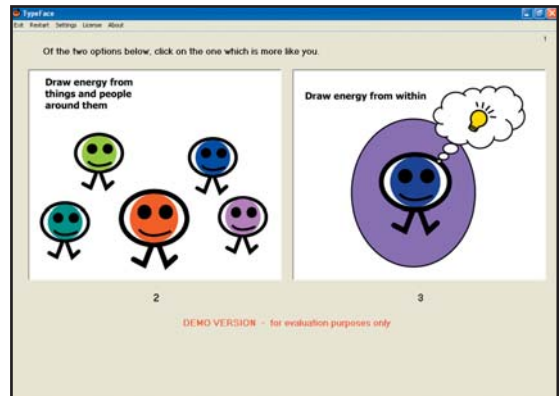 TypeFace
Exit Restart Settings License About
1
Of the two options below, click on the one which is more like you.
Draw energy from
things and people
around them
Draw energy from within
2
3
DEMO VERSION - for evaluation purposes only